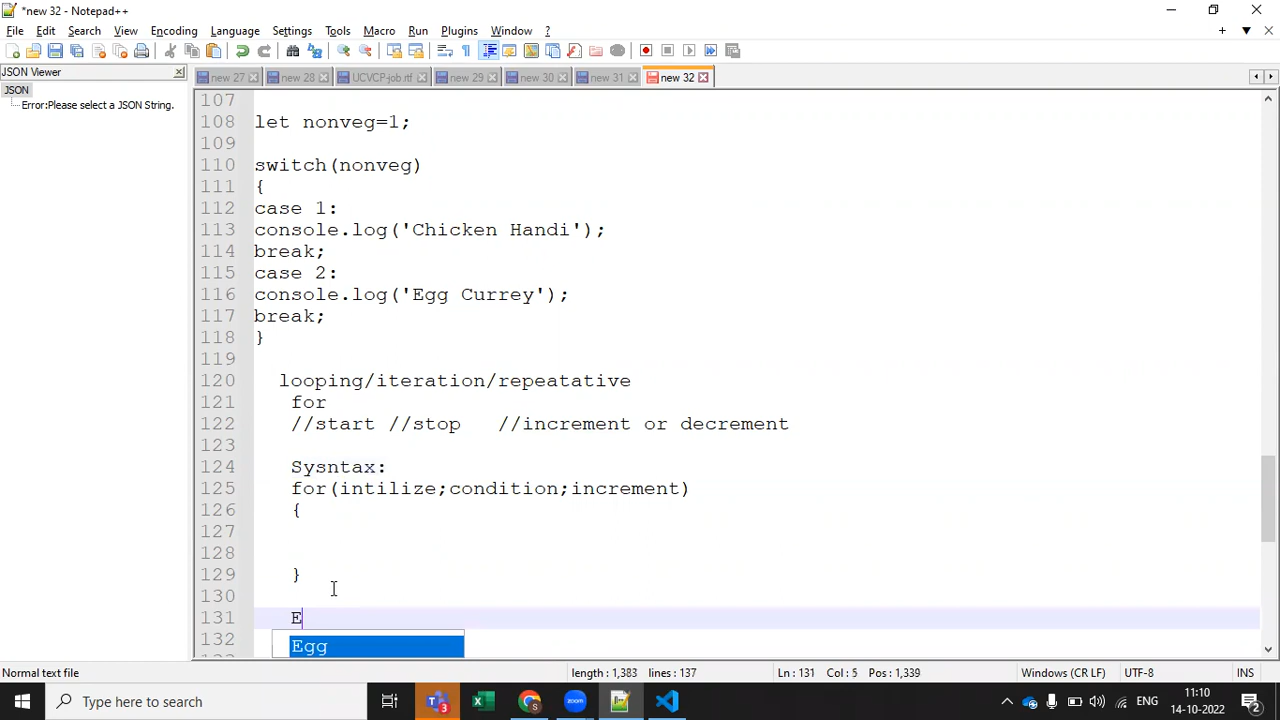 *new 32 - Notepad++
File Edit Search View Encoding Language Settings Tools Macro Run Plugins Window ?
JSON Viewer
new 27 new 28 UCVCP-job.rtf new 29 new 30 new 31 new 32
JSON
Error:Please select a JSON String.
107
108 let nonveg=1;
109
110 switch(nonveg)
111 {
112 case 1:
113 console.log('Chicken Handi');
114 break;
115 case 2:
116 console.log('Egg Currey');
117 break;
118 }
119
120 looping/iteration/repeatative
121 for
122 //start //stop //increment or decrement
123
124 Sysntax:
125 for(intilize;condition;increment)
126 {
127
128
129 }
130
131 E
132 Egg
Normal text file length : 1,383 lines : 137 Ln : 131 Col : 5 Pos : 1,339 Windows (CR LF) UTF-8 INS
Type here to search ENG 11:10 14-10-2022
3 2